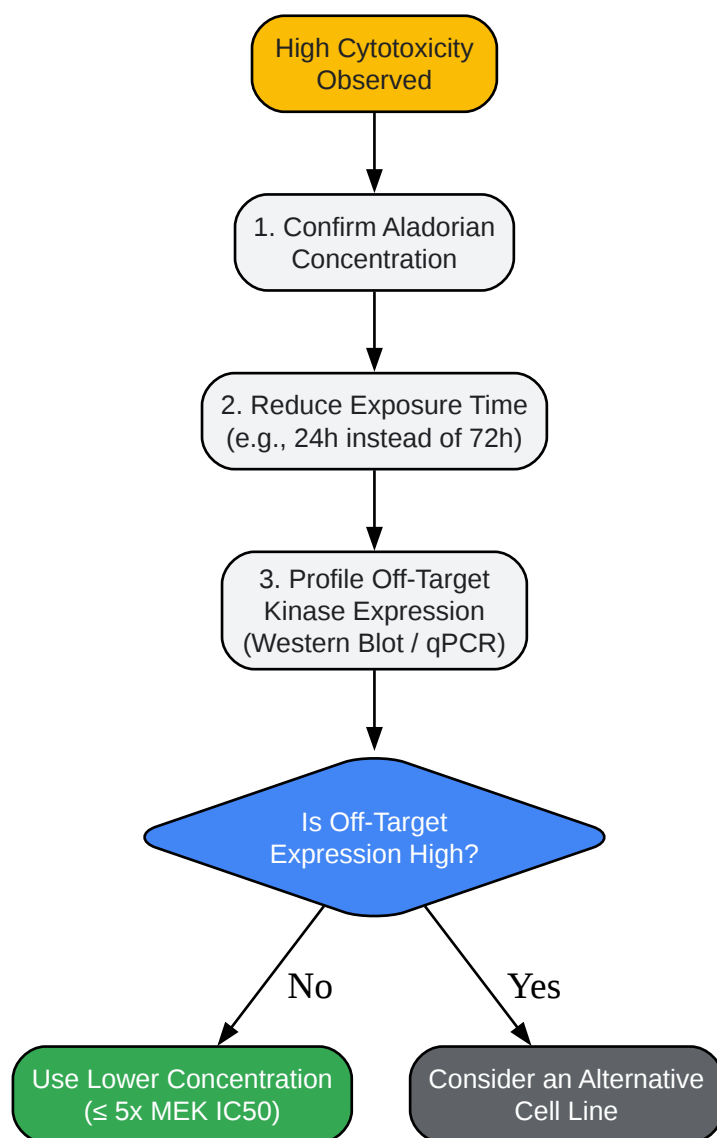 High Cytotoxicity
Observed
1. Confirm Aladorian
Concentration
2. Reduce Exposure Time
(e.g., 24h instead of 72h)
3. Profile Off-Target
Kinase Expression
(Western Blot / qPCR)
Is Off-Target
Expression High?
No
Yes
Use Lower Concentration
(≤ 5x MEK IC50)
Consider an Alternative
Cell Line